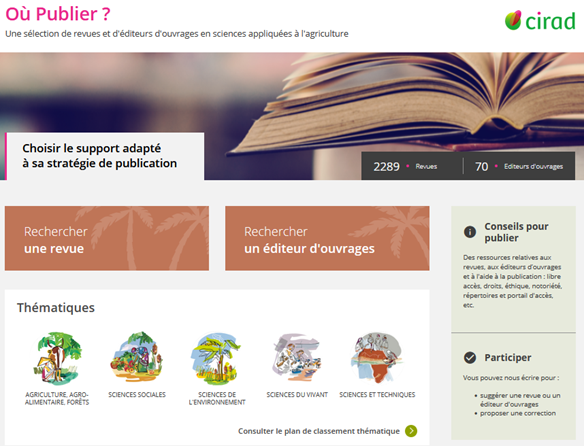 Où Publier ?
Une sélection de revues et d'éditeurs d'ouvrages en sciences appliquées à l'agriculture
cirad
Choisir le support adapté
à sa stratégie de publication
2289 • Revues 70 • Editeurs d'ouvrages
Rechercher
une revue
Rechercher
un éditeur d'ouvrages
Conseils pour
publier
Des ressources relatives aux
revues, aux éditeurs d'ouvrages
et à l'aide à la publication : libre
accès, droits, éthique, notoriété,
répertoires et portail d'accès,
etc.
Thématiques
AGRICULTURE, AGRO-
ALIMENTAIRE, FORÊTS
SCIENCES SOCIALES
SCIENCES DE
L'ENVIRONNEMENT
SCIENCES DU VIVANT
SCIENCES ET TECHNIQUES
Consulter le plan de classement thématique
Participer
Vous pouvez nous écrire pour :
• suggérer une revue ou un
éditeur d'ouvrages
• proposer une correction